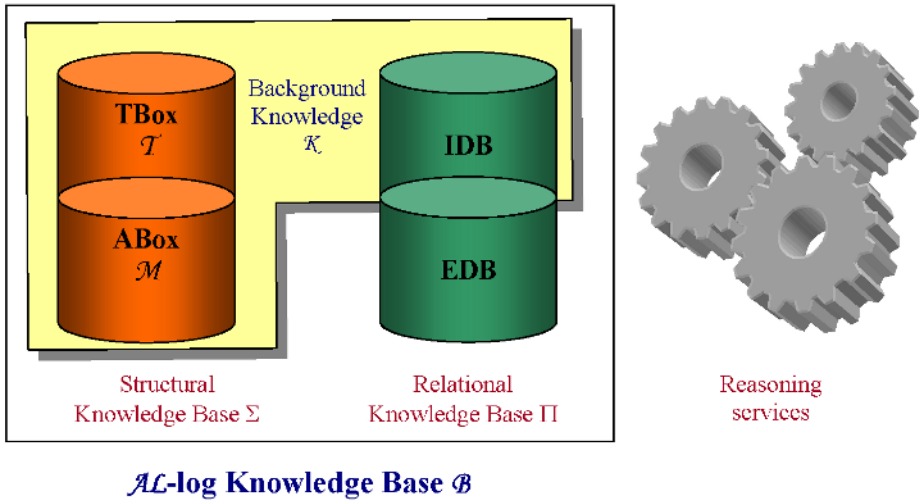 TBox
𝒯
Background
Knowledge
𝒦
IDB
ABox
ℳ
EDB
Structural
Knowledge Base Σ
Relational
Knowledge Base Π
Reasoning
services
𝒜ℒ-log Knowledge Base ℬ